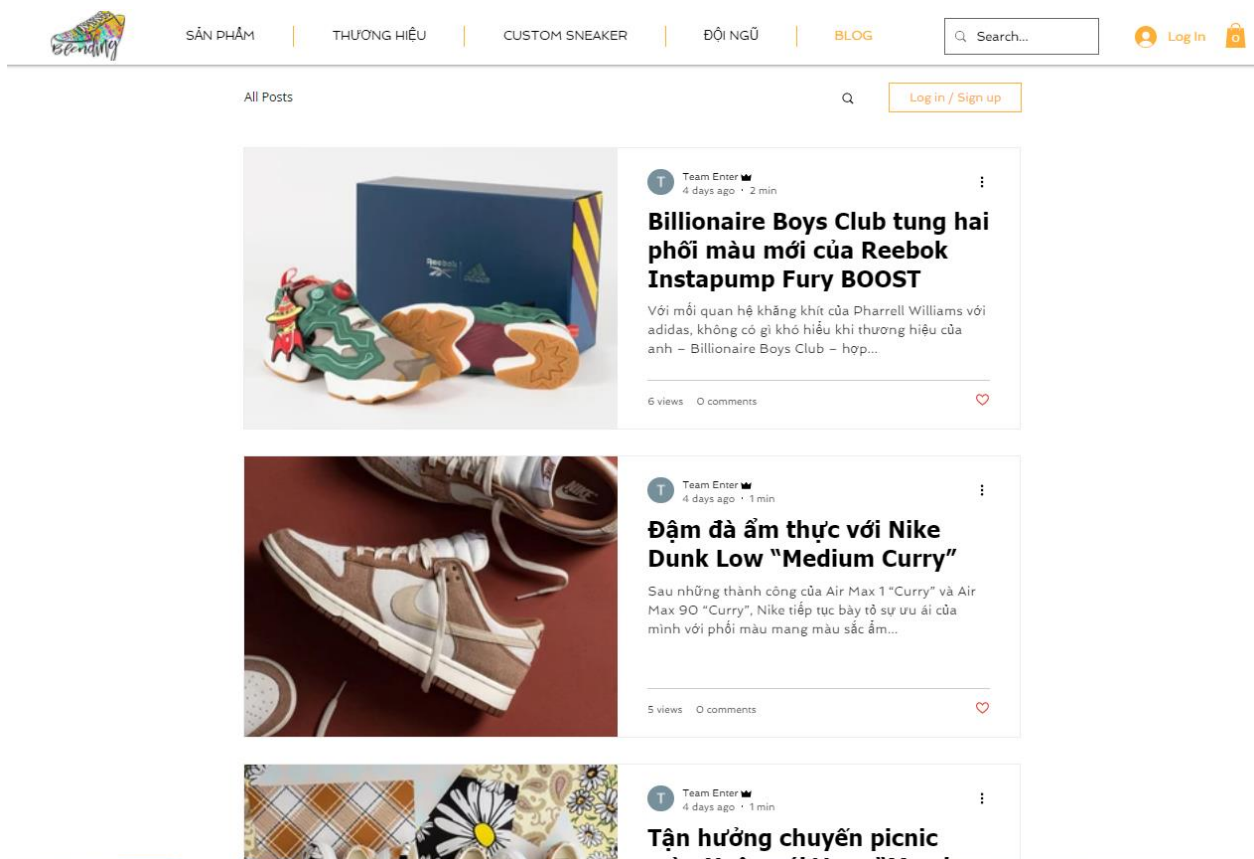 Blending
SẢN PHẨM
THƯƠNG HIỆU
CUSTOM SNEAKER
ĐỘI NGŨ
BLOG
Search...
Log In
0
All Posts
Log in / Sign up
Reebok
adidas
T
Team Enter
4 days ago · 2 min
Billionaire Boys Club tung hai
phối màu mới của Reebok
Instapump Fury BOOST
Với mối quan hệ khăng khít của Pharrell Williams với
adidas, không có gì khó hiểu khi thương hiệu của
anh – Billionaire Boys Club – hợp...
6 views 0 comments
NIKE
T
Team Enter
4 days ago · 1 min
Đậm đà ẩm thực với Nike
Dunk Low “Medium Curry”
Sau những thành công của Air Max 1 “Curry” và Air
Max 90 “Curry”, Nike tiếp tục bày tỏ sự ưu ái của
mình với phối màu mang màu sắc ẩm...
5 views 0 comments
T
Team Enter
4 days ago · 1 min
Tận hưởng chuyến picnic